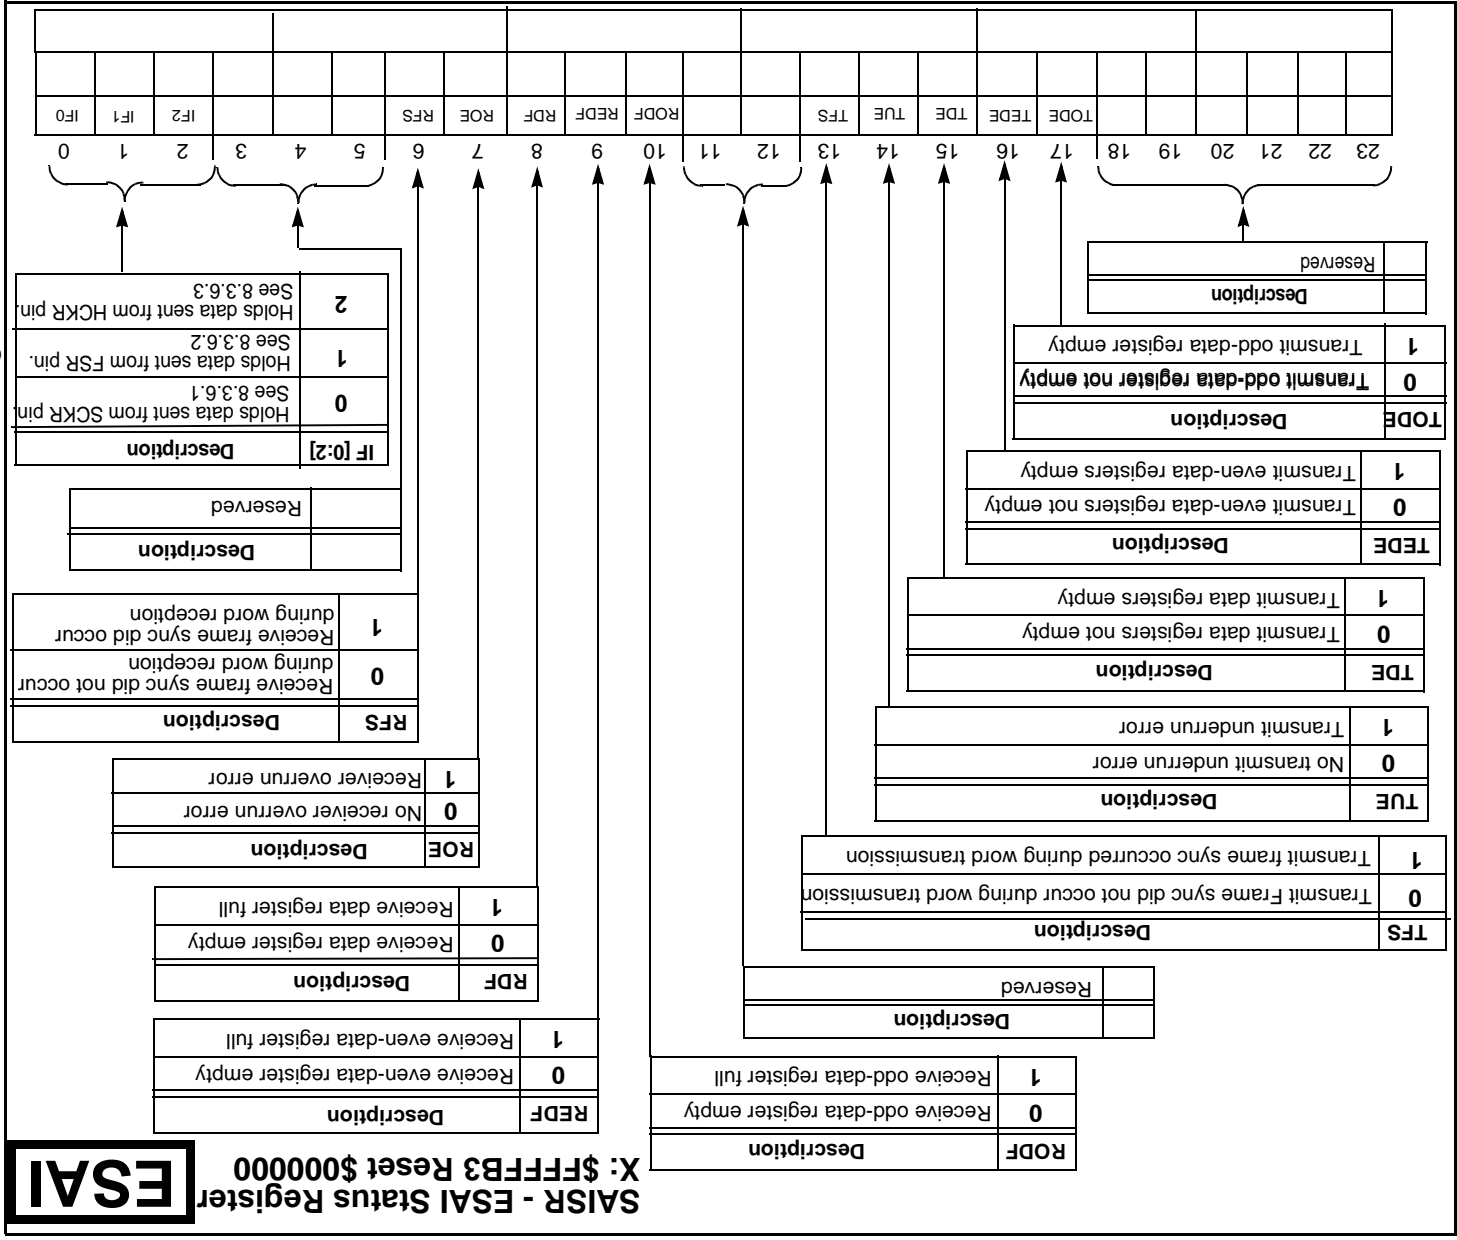 SAISR - ESAI Status Register
X: $FFFFB3 Reset $000000
ESAI
RODF Description
0 Receive odd-data register empty
1 Receive odd-data register full
REDF Description
0 Receive even-data register empty
1 Receive even-data register full
Description
Reserved
RDF Description
0 Receive data register empty
1 Receive data register full
TFS Description
0 Transmit Frame sync did not occur during word transmission
1 Transmit frame sync occurred during word transmission
ROE Description
0 No receiver overrun error
1 Receiver overrun error
TUE Description
0 No transmit underrun error
1 Transmit underrun error
RFS Description
0 Receive frame sync did not occur
during word reception
1 Receive frame sync did occur
during word reception
TDE Description
0 Transmit data registers not empty
1 Transmit data registers empty
Description
Reserved
TEDE Description
0 Transmit even-data registers not empty
1 Transmit even-data registers empty
IF [0:2] Description
0 Holds data sent from SCKR pin.
See 8.3.6.1
1 Holds data sent from FSR pin.
See 8.3.6.2
2 Holds data sent from HCKR pin.
See 8.3.6.3
TODE Description
0 Transmit odd-data register not empty
1 Transmit odd-data register empty
Description
Reserved
23 22 21 20 19 18 17 16 15 14 13 12 11 10 9 8 7 6 5 4 3 2 1 0
TODE TEDE TDE TUE TFS RODF REDF RDF ROE RFS IF2 IF1 IF0